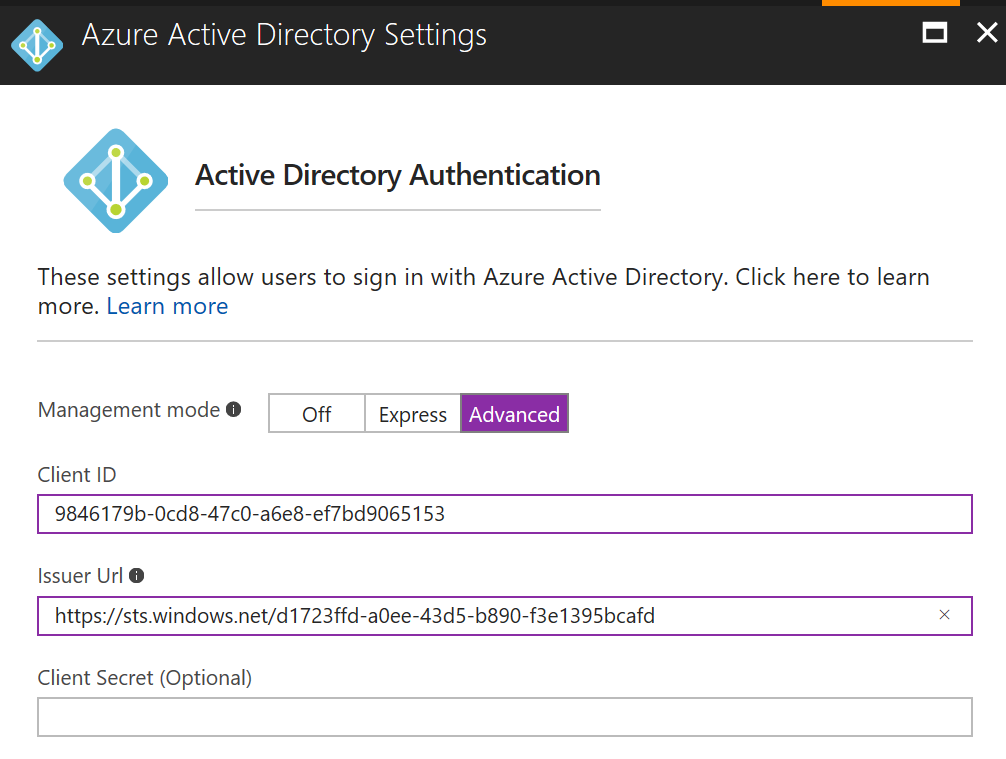 Azure Active Directory Settings
Active Directory Authentication
These settings allow users to sign in with Azure Active Directory. Click here to learn
more. Learn more
Management mode
Off Express Advanced
Client ID
9846179b-0cd8-47c0-a6e8-ef7bd9065153
Issuer Url
https://sts.windows.net/d1723ffd-a0ee-43d5-b890-f3e1395bcafd
Client Secret (Optional)